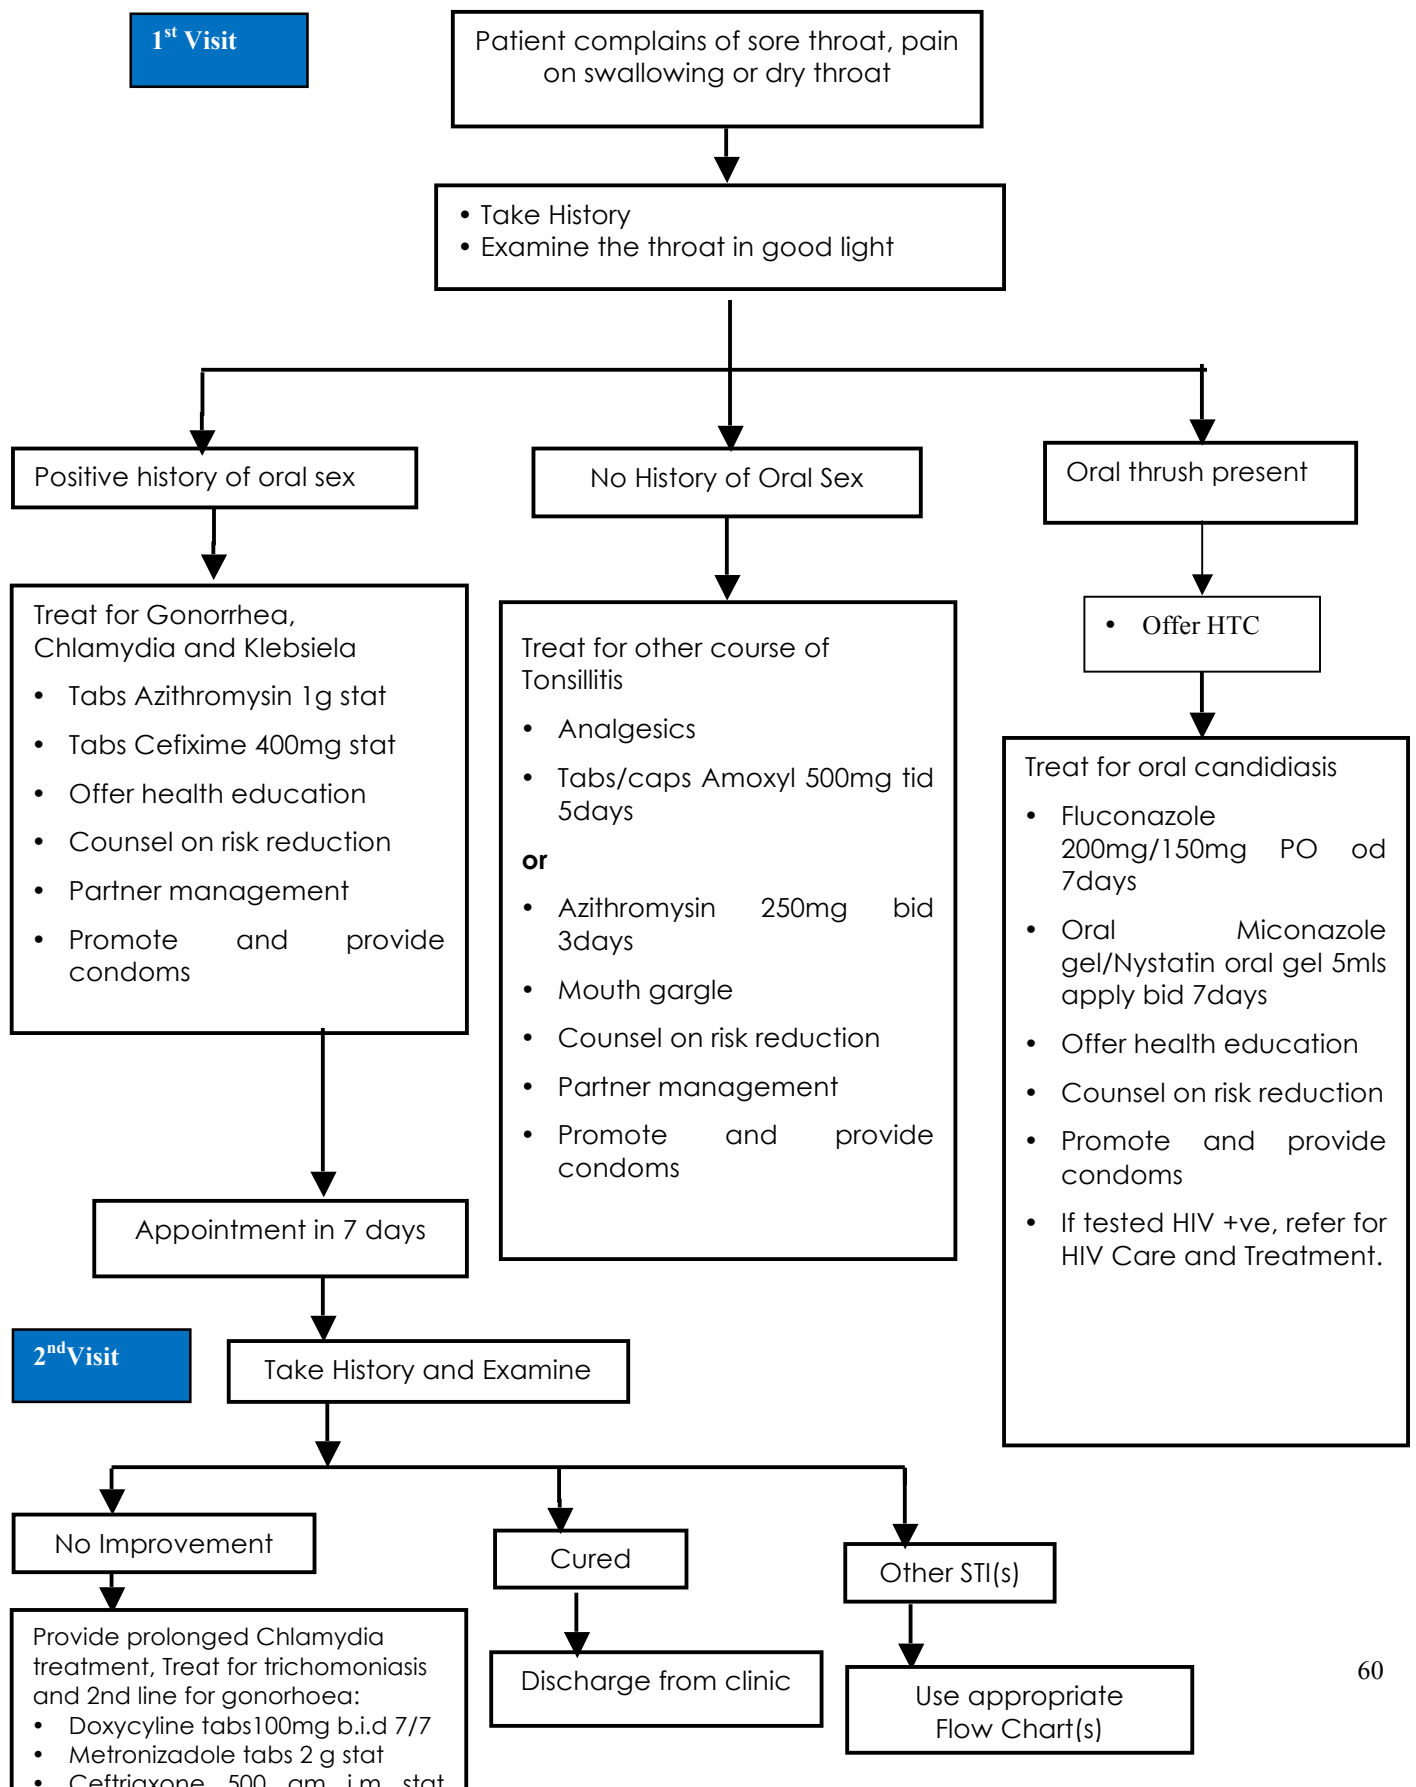 1st Visit
Patient complains of sore throat, pain
on swallowing or dry throat
• Take History
• Examine the throat in good light
Positive history of oral sex
No History of Oral Sex
Oral thrush present
Treat for Gonorrhea,
Chlamydia and Klebsiela
• Tabs Azithromysin 1g stat
• Tabs Cefixime 400mg stat
• Offer health education
• Counsel on risk reduction
• Partner management
• Promote and provide
condoms
Treat for other course of
Tonsillitis
• Analgesics
• Tabs/caps Amoxyl 500mg tid
5days
or
• Azithromysin 250mg bid
3days
• Mouth gargle
• Counsel on risk reduction
• Partner management
• Promote and provide
condoms
• Offer HTC
Treat for oral candidiasis
• Fluconazole
200mg/150mg PO od
7days
• Oral Miconazole
gel/Nystatin oral gel 5mls
apply bid 7days
• Offer health education
• Counsel on risk reduction
• Promote and provide
condoms
• If tested HIV +ve, refer for
HIV Care and Treatment.
Appointment in 7 days
2nd Visit
Take History and Examine
No Improvement
Cured
Other STI(s)
Provide prolonged Chlamydia
treatment, Treat for trichomoniasis
and 2nd line for gonorhoea:
• Doxycyline tabs100mg b.i.d 7/7
• Metronizadole tabs 2 g stat
• Ceftriaxone 500 gm i.m stat
Discharge from clinic
Use appropriate
Flow Chart(s)
60